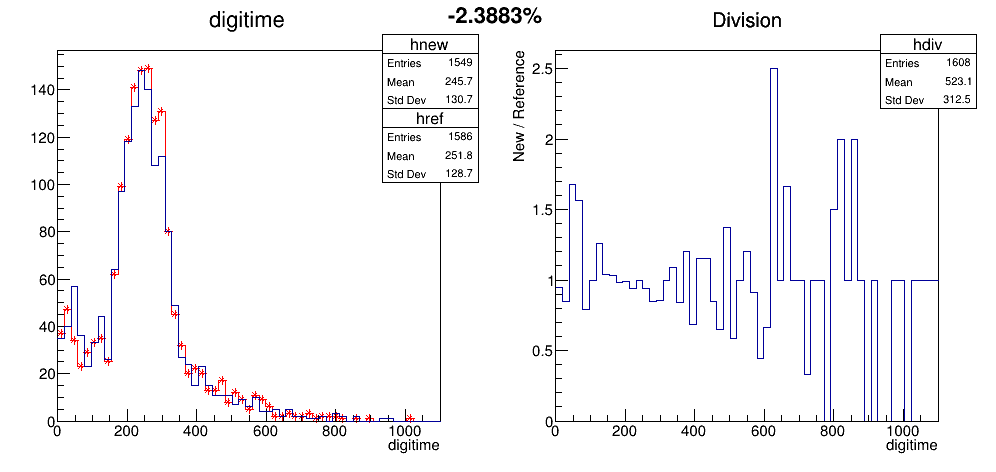 -2.3883%
digitime
hnew
Entries 1549
Mean 245.7
Std Dev 130.7
href
Entries 1586
Mean 251.8
Std Dev 128.7
140
120
100
80
60
40
20
0
0 200 400 600 800 1000
digitime
Division
hdiv
Entries 1608
Mean 523.1
Std Dev 312.5
New / Reference
2.5
2
1.5
1
0.5
0
0 200 400 600 800 1000
digitime